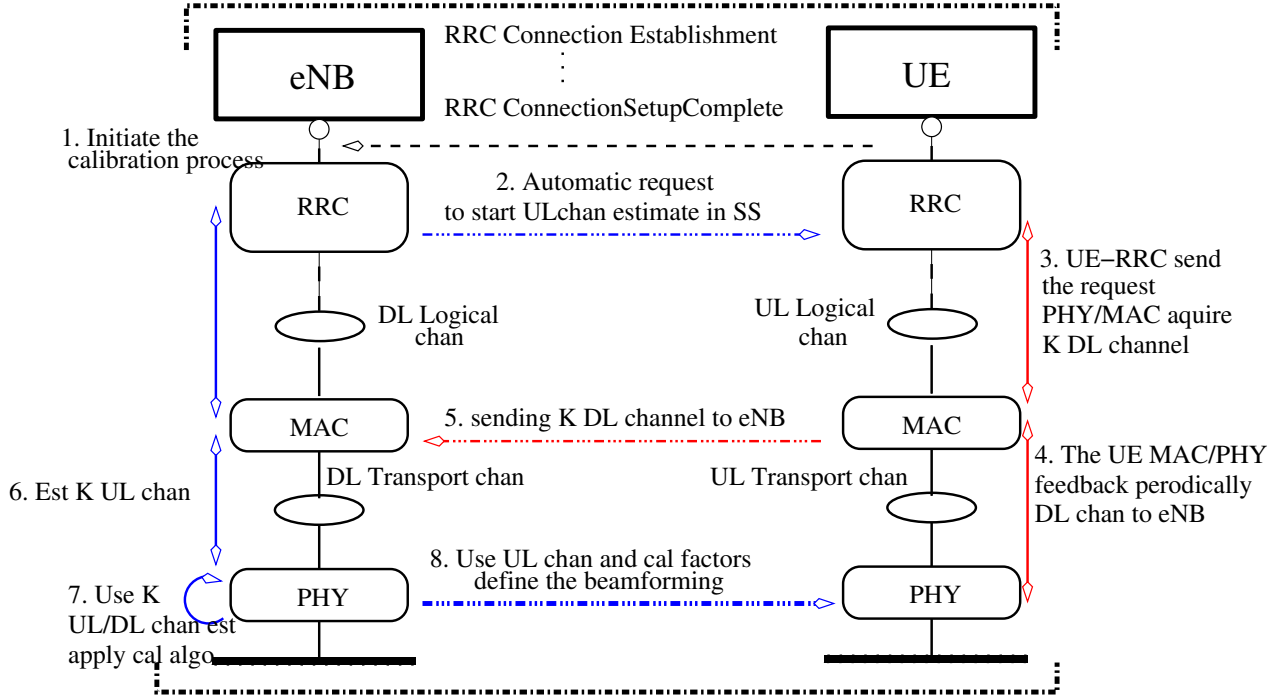 RRC Connection Establishment
eNB
UE
RRC ConnectionSetupComplete
1. Initiate the
calibration process
2. Automatic request
to start ULchan estimate in SS
RRC
RRC
3. UE−RRC send
the request
PHY/MAC aquire
K DL channel
DL Logical
chan
UL Logical
chan
MAC
5. sending K DL channel to eNB
MAC
4. The UE MAC/PHY
feedback perodically
DL chan to eNB
DL Transport chan
UL Transport chan
6. Est K UL chan
8. Use UL chan and cal factors
define the beamforming
PHY
PHY
7. Use K
UL/DL chan est
apply cal algo